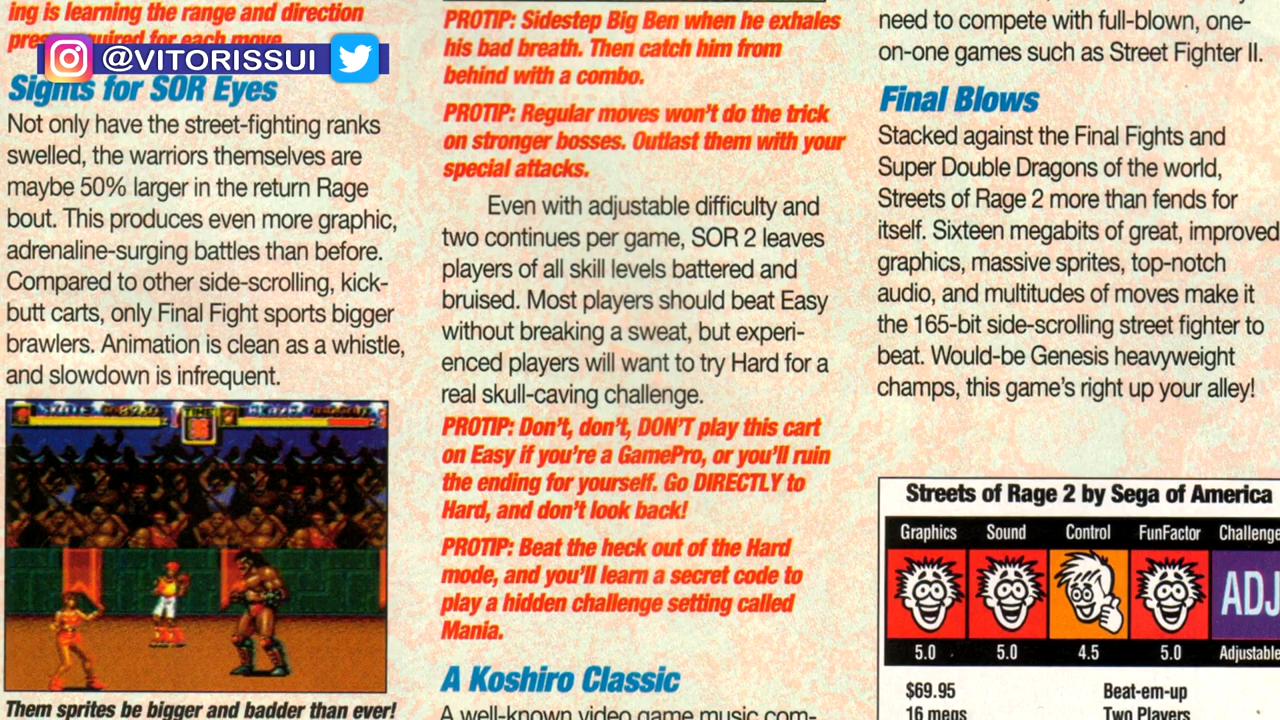 ing is learning the range and direction
@VITORISSUI
Sights for SOR Eyes
Not only have the street-fighting ranks
swelled, the warriors themselves are
maybe 50% larger in the return Rage
bout. This produces even more graphic,
adrenaline-surging battles than before.
Compared to other side-scrolling, kick-
butt carts, only Final Fight sports bigger
brawlers. Animation is clean as a whistle,
and slowdown is infrequent.
TIME
Them sprites be bigger and badder than ever!
PROTIP: Sidestep Big Ben when he exhales
his bad breath. Then catch him from
behind with a combo.
PROTIP: Regular moves won't do the trick
on stronger bosses. Outlast them with your
special attacks.
Even with adjustable difficulty and
two continues per game, SOR 2 leaves
players of all skill levels battered and
bruised. Most players should beat Easy
without breaking a sweat, but experi-
enced players will want to try Hard for a
real skull-caving challenge.
PROTIP: Don't, don't, DON'T play this cart
on Easy if you're a GamePro, or you'll ruin
the ending for yourself. Go DIRECTLY to
Hard, and don't look back!
PROTIP: Beat the heck out of the Hard
mode, and you'll learn a secret code to
play a hidden challenge setting called
Mania.
A Koshiro Classic
A well-known video game music com-
need to compete with full-blown, one-
on-one games such as Street Fighter II.
Final Blows
Stacked against the Final Fights and
Super Double Dragons of the world,
Streets of Rage 2 more than fends for
itself. Sixteen megabits of great, improved
graphics, massive sprites, top-notch
audio, and multitudes of moves make it
the 165-bit side-scrolling street fighter to
beat. Would-be Genesis heavyweight
champs, this game's right up your alley!
Streets of Rage 2 by Sega of America
Graphics Sound Control FunFactor Challenge
ADJ
5.0 5.0 4.5 5.0 Adjustable
$69.95 Beat-em-up
16 megs Two Players